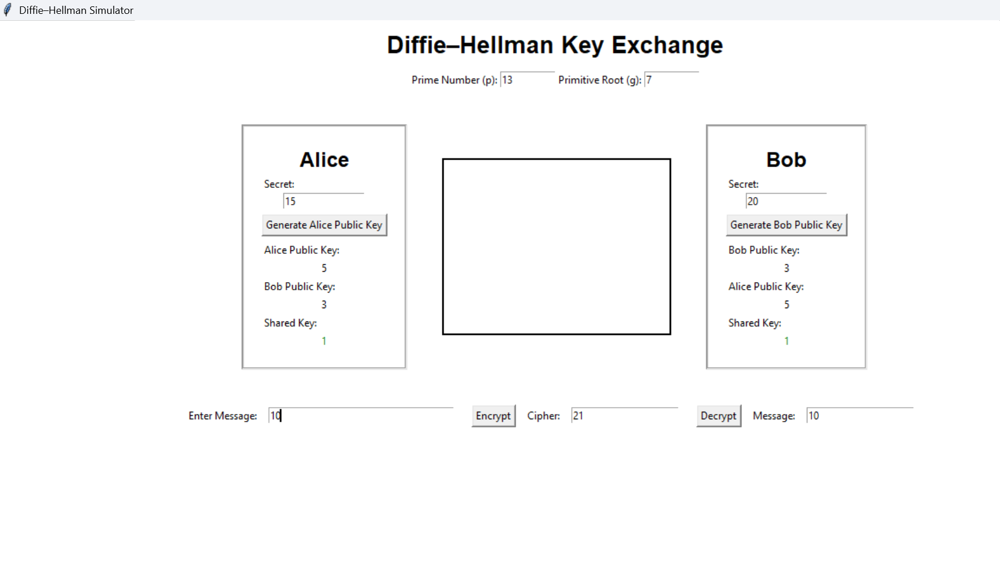 Diffie–Hellman Simulator
Diffie–Hellman Key Exchange
Prime Number (p): 13 Primitive Root (g): 7
Alice
Secret:
15
Generate Alice Public Key
Alice Public Key:
5
Bob Public Key:
3
Shared Key:
1
Bob
Secret:
20
Generate Bob Public Key
Bob Public Key:
3
Alice Public Key:
5
Shared Key:
1
Enter Message: 10 Encrypt Cipher: 21 Decrypt Message: 10